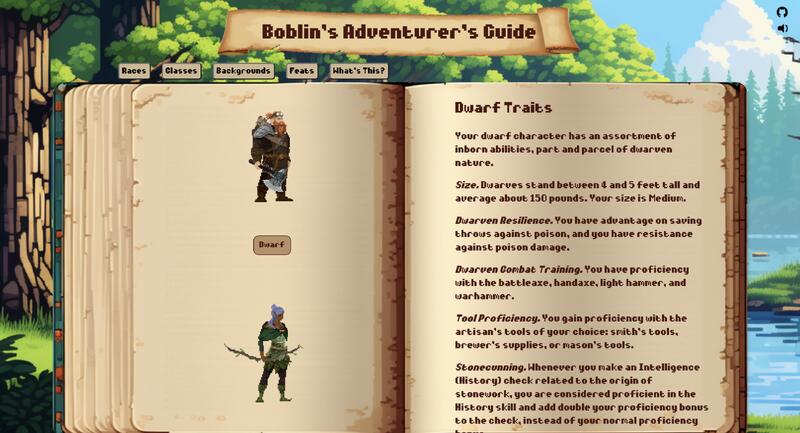 Boblin's Adventurer's Guide
Races Classes Backgrounds Feats What's This?
Dwarf
Dwarf Traits
Your dwarf character has an assortment of
inborn abilities, part and parcel of dwarven
nature.
Size. Dwarves stand between 4 and 5 feet tall and
average about 150 pounds. Your size is Medium.
Dwarven Resilience. You have advantage on saving
throws against poison, and you have resistance
against poison damage.
Dwarven Combat Training. You have proficiency
with the battleaxe, handaxe, light hammer, and
warhammer.
Tool Proficiency. You gain proficiency with the
artisan's tools of your choice: smith's tools,
brewer's supplies, or mason's tools.
Stonecunning. Whenever you make an Intelligence
(History) check related to the origin of
stonework, you are considered proficient in the
History skill and add double your proficiency bonus
to the check, instead of your normal proficiency